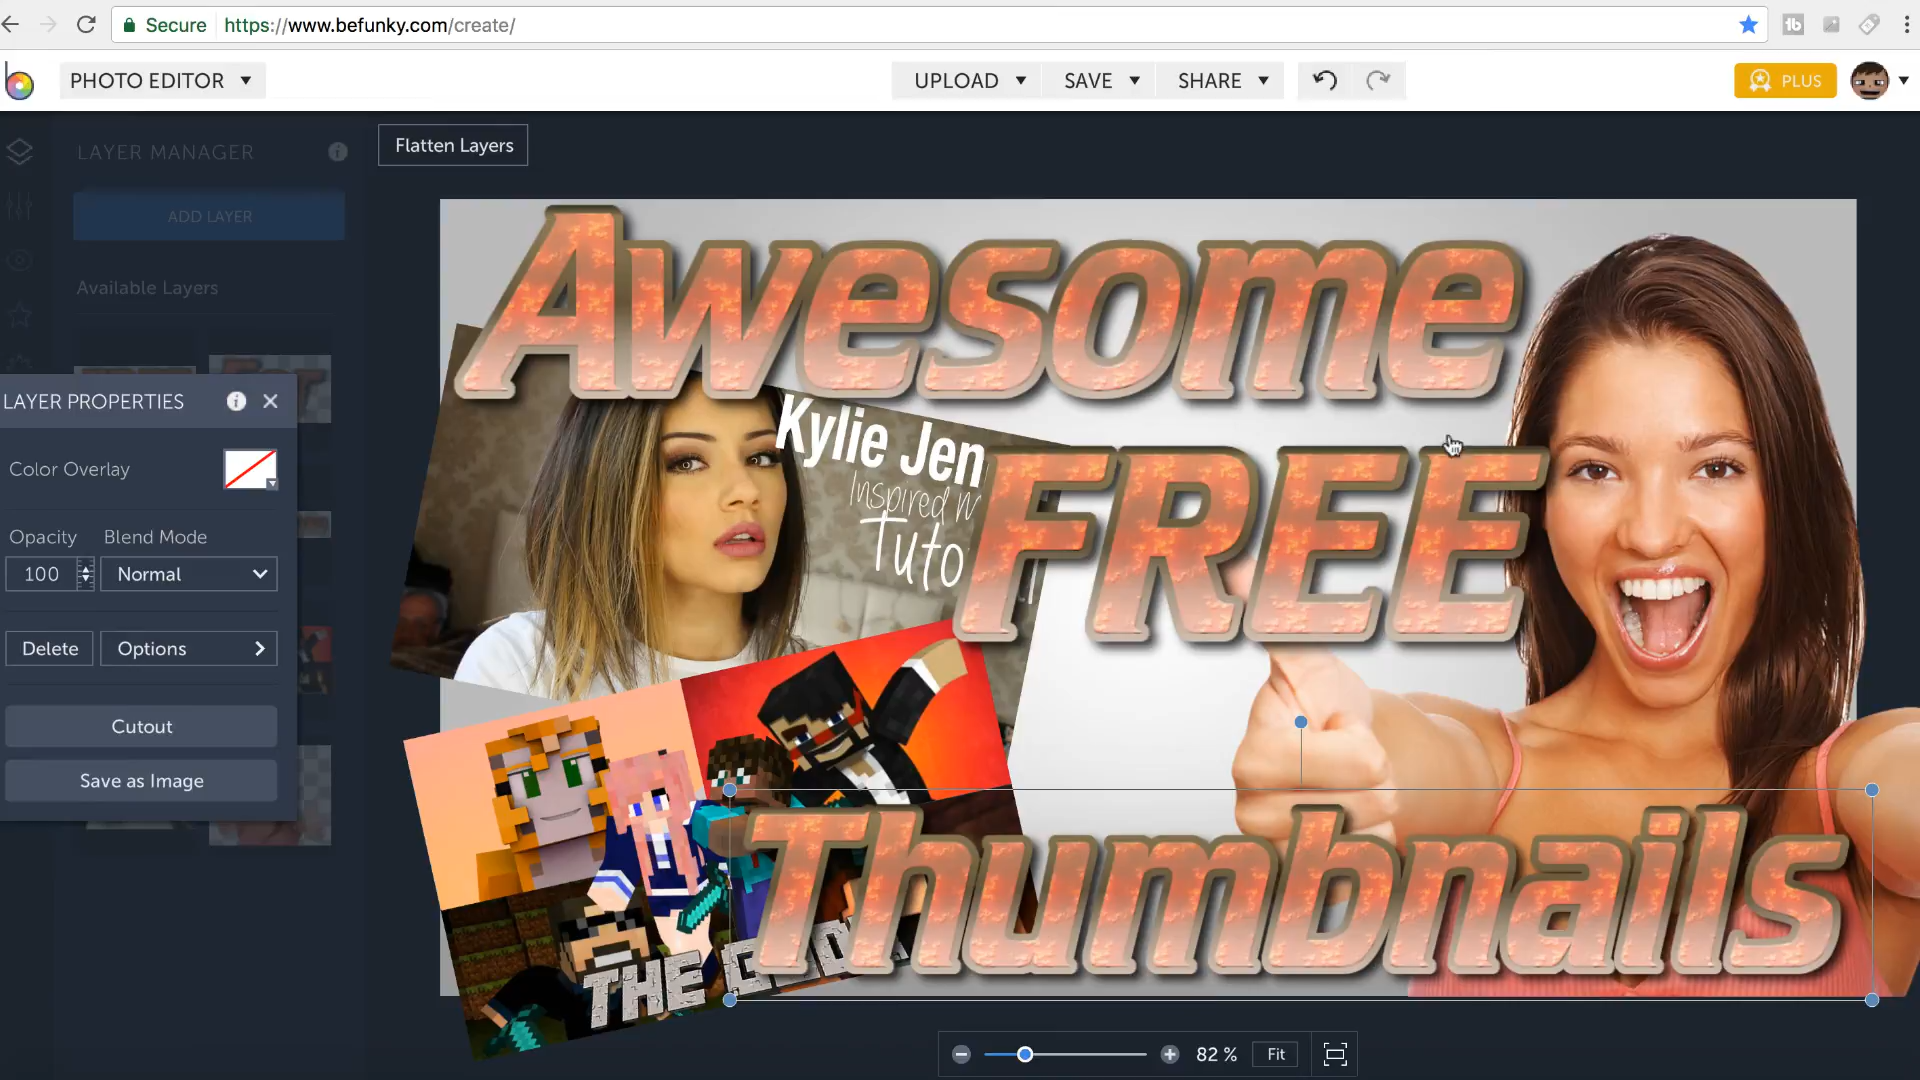 Secure https://www.befunky.com/create/
PHOTO EDITOR
UPLOAD SAVE SHARE
PLUS
LAYER MANAGER
Flatten Layers
ADD LAYER
Available Layers
LAYER PROPERTIES
Color Overlay
Opacity Blend Mode
100 Normal
Delete Options
Cutout
Save as Image
Awesome
Kylie Jen
Inspired
Tuto
FREE
Thumbnails
THE
82 % Fit